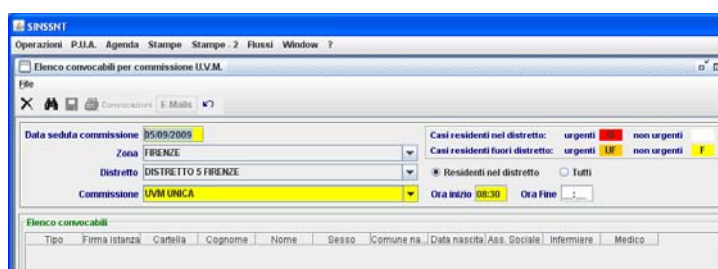 SINSSNT
Operazioni P.U.A. Agenda Stampe Stampe - 2 Flussi Window ?
Elenco convocabili per commissione U.V.M.
File
Convocazioni E.Mails
Data seduta commissione 05/09/2009 Casi residenti nel distretto: urgenti U non urgenti
Zona FIRENZE Casi residenti fuori distretto: urgenti UF non urgenti F
Distretto DISTRETTO 5 FIRENZE Residenti nel distretto Tutti
Commissione UVM UNICA Ora inizio 08:30 Ora Fine __:__
Elenco convocabili
Tipo Firma istanza Cartella Cognome Nome Sesso Comune na... Data nascita Ass. Sociale Infermiere Medico